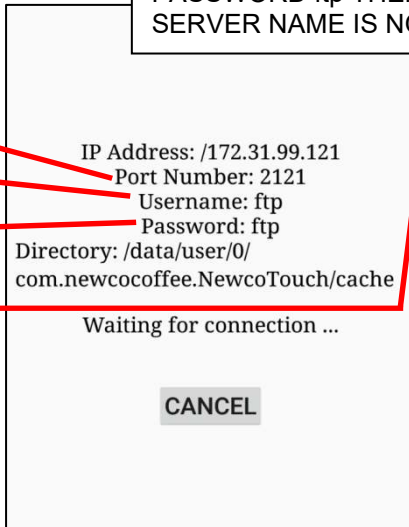 SERVER NAME IS
IP Address: /172.31.99.121
Port Number: 2121
Username: ftp
Password: ftp
Directory: /data/user/0/
com.newcocoffee.NewcoTouch/cache
Waiting for connection ...
CANCEL